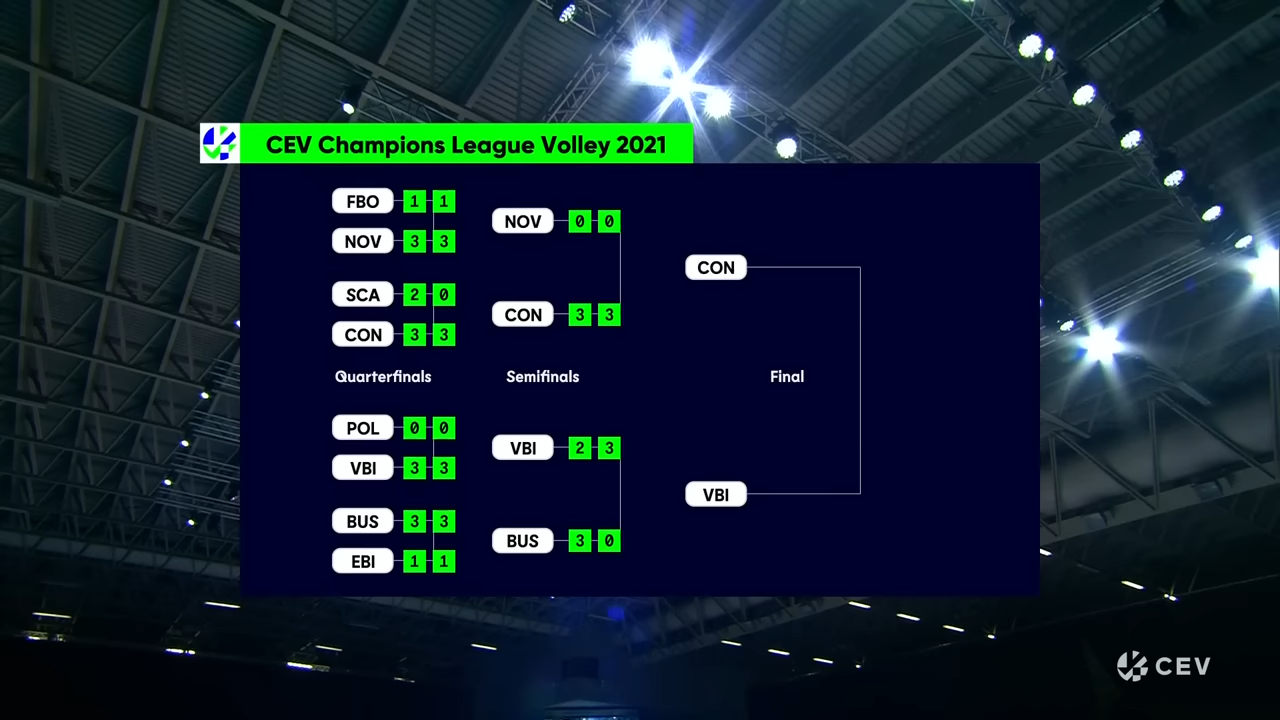 CEV Champions League Volley 2021
FBO 1 1
NOV 3 3
SCA 2 0
CON 3 3
Quarterfinals
POL 0 0
VBI 3 3
BUS 3 3
EBI 1 1
NOV 0 0
CON 3 3
Semifinals
VBI 2 3
BUS 3 0
CON
Final
VBI
CEV